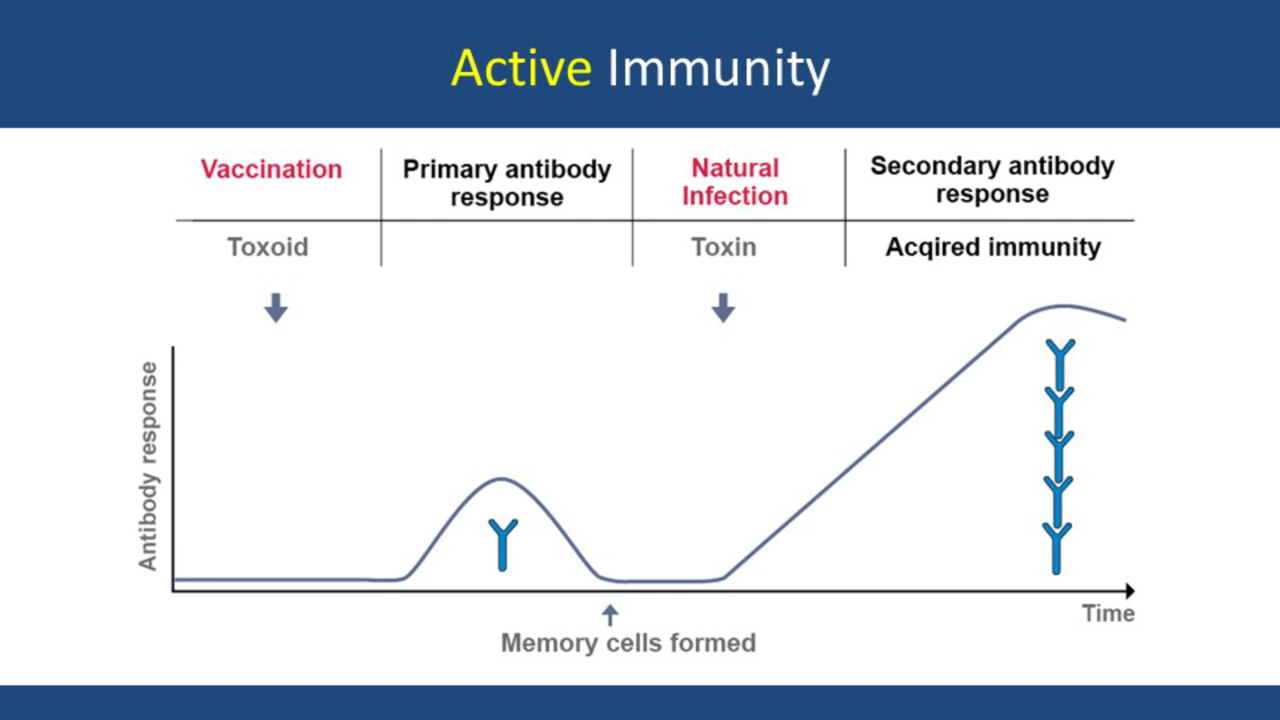 Active Immunity
Vaccination
Primary antibody
response
Natural
Infection
Secondary antibody
response
Toxoid
Toxin
Acqired immunity
Antibody response
Time
Memory cells formed